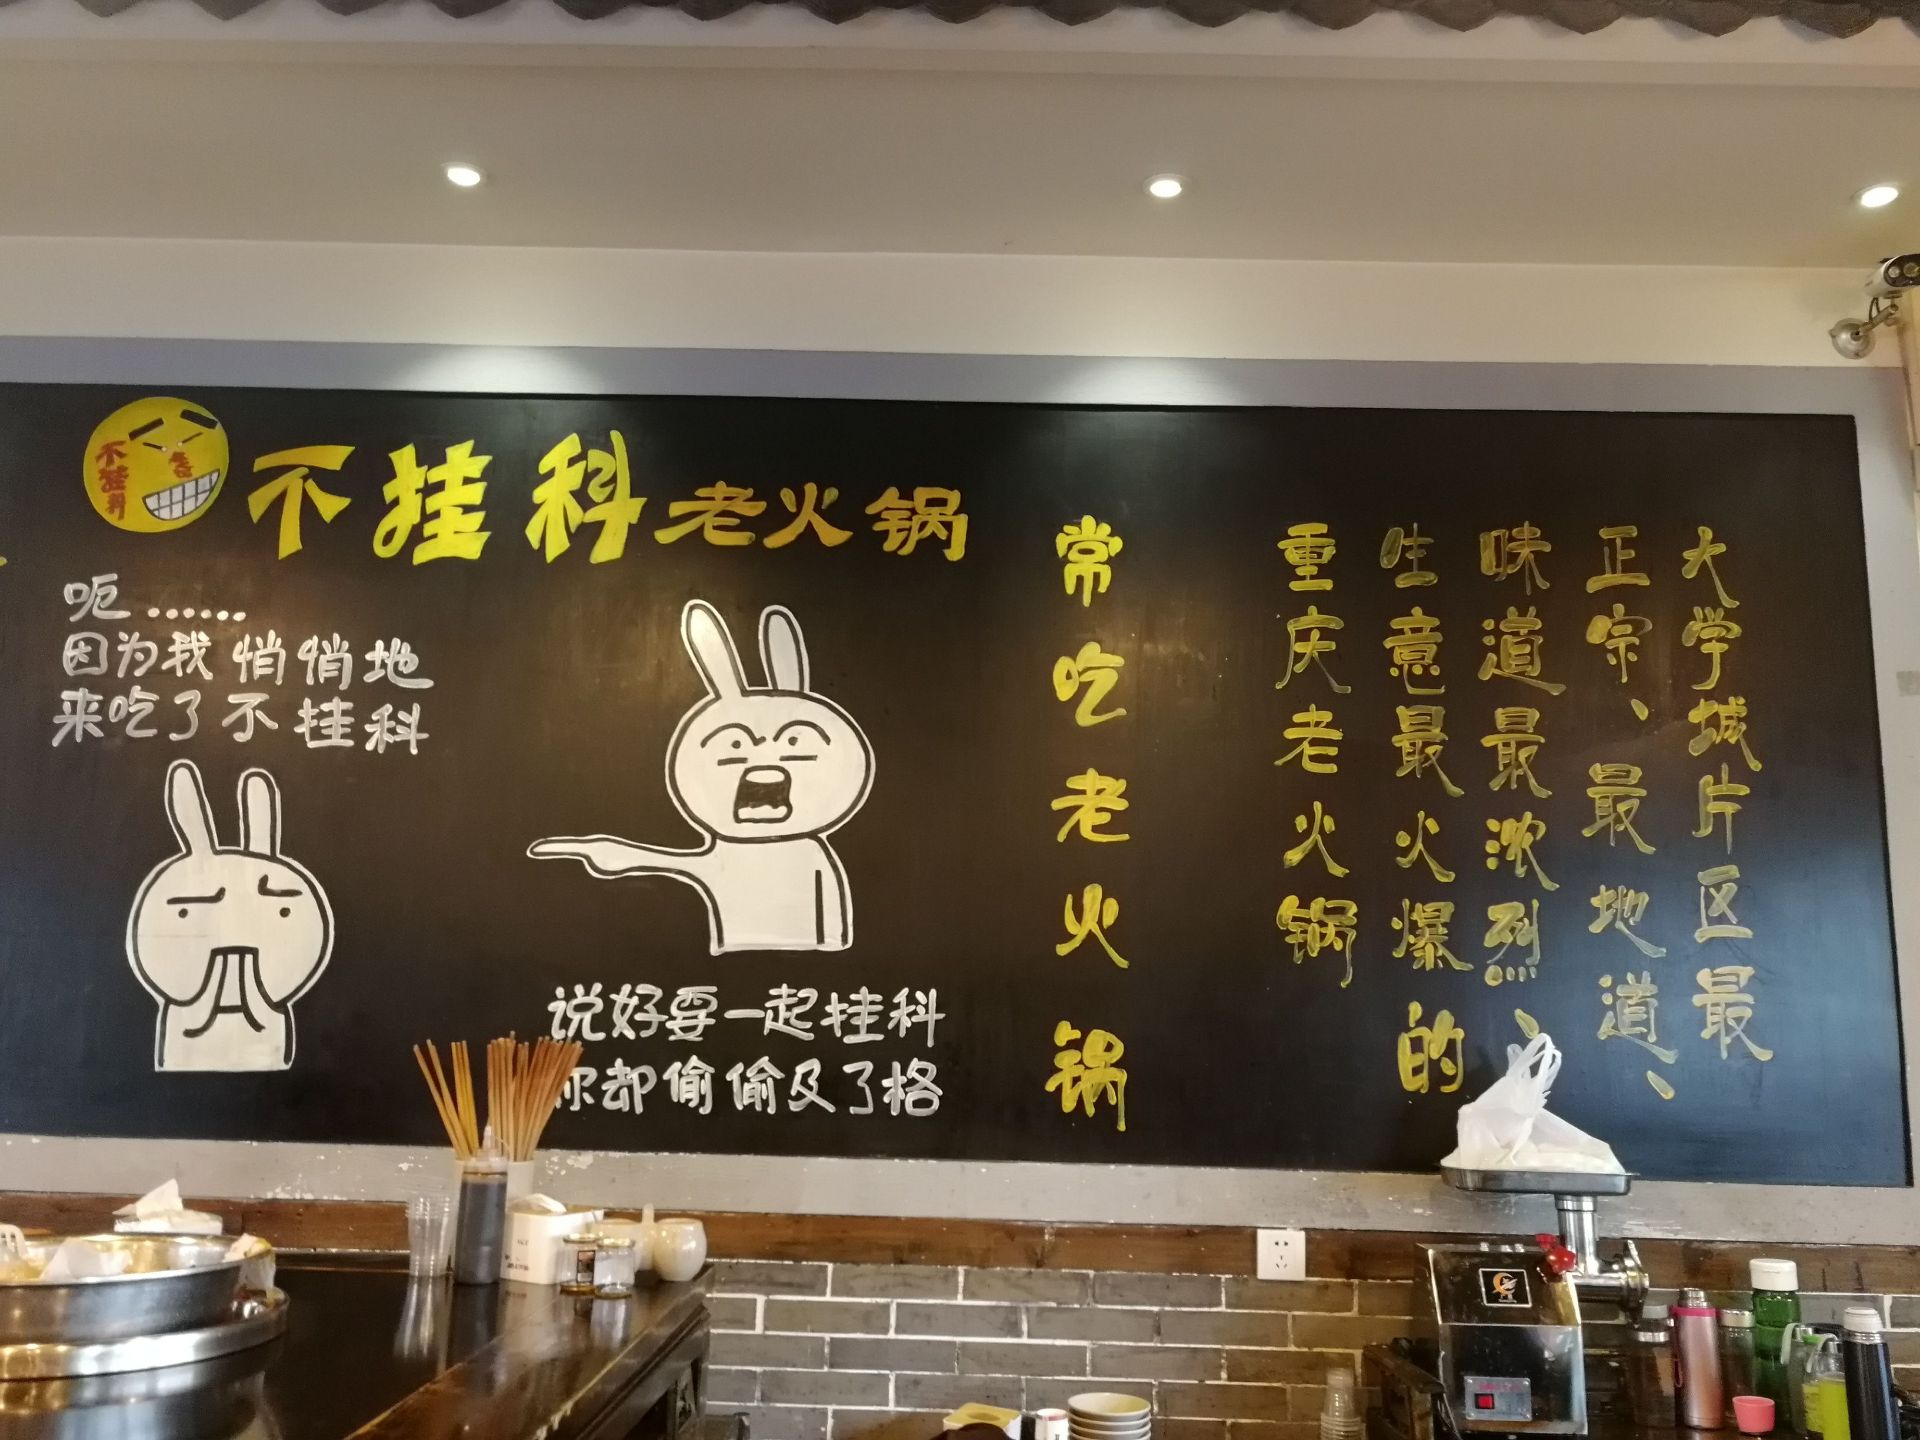 不挂科
不挂科老火锅
呃......
因为我悄悄地
来吃了不挂科
说好要一起挂科
你却偷偷及了格
常吃老火锅
大学城片区最
正宗、最地道、
味道最浓烈、
生意最火爆的
重庆老火锅